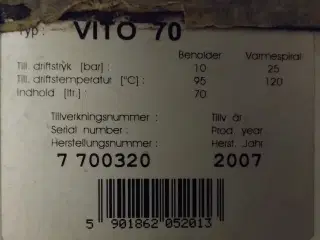 Typ: VITO 70
Beholder Varmespiral
Till. driftstryk [bar] : 10 25
Till. driftstemperatur [°C] : 95 120
Indhold [ltr.] : 70
Tillverkningsnummer : Tillv år :
Serial number : Prod year :
Herstellungsnummer : Herst. Jahr
7 700320 2007
5 901862 052013